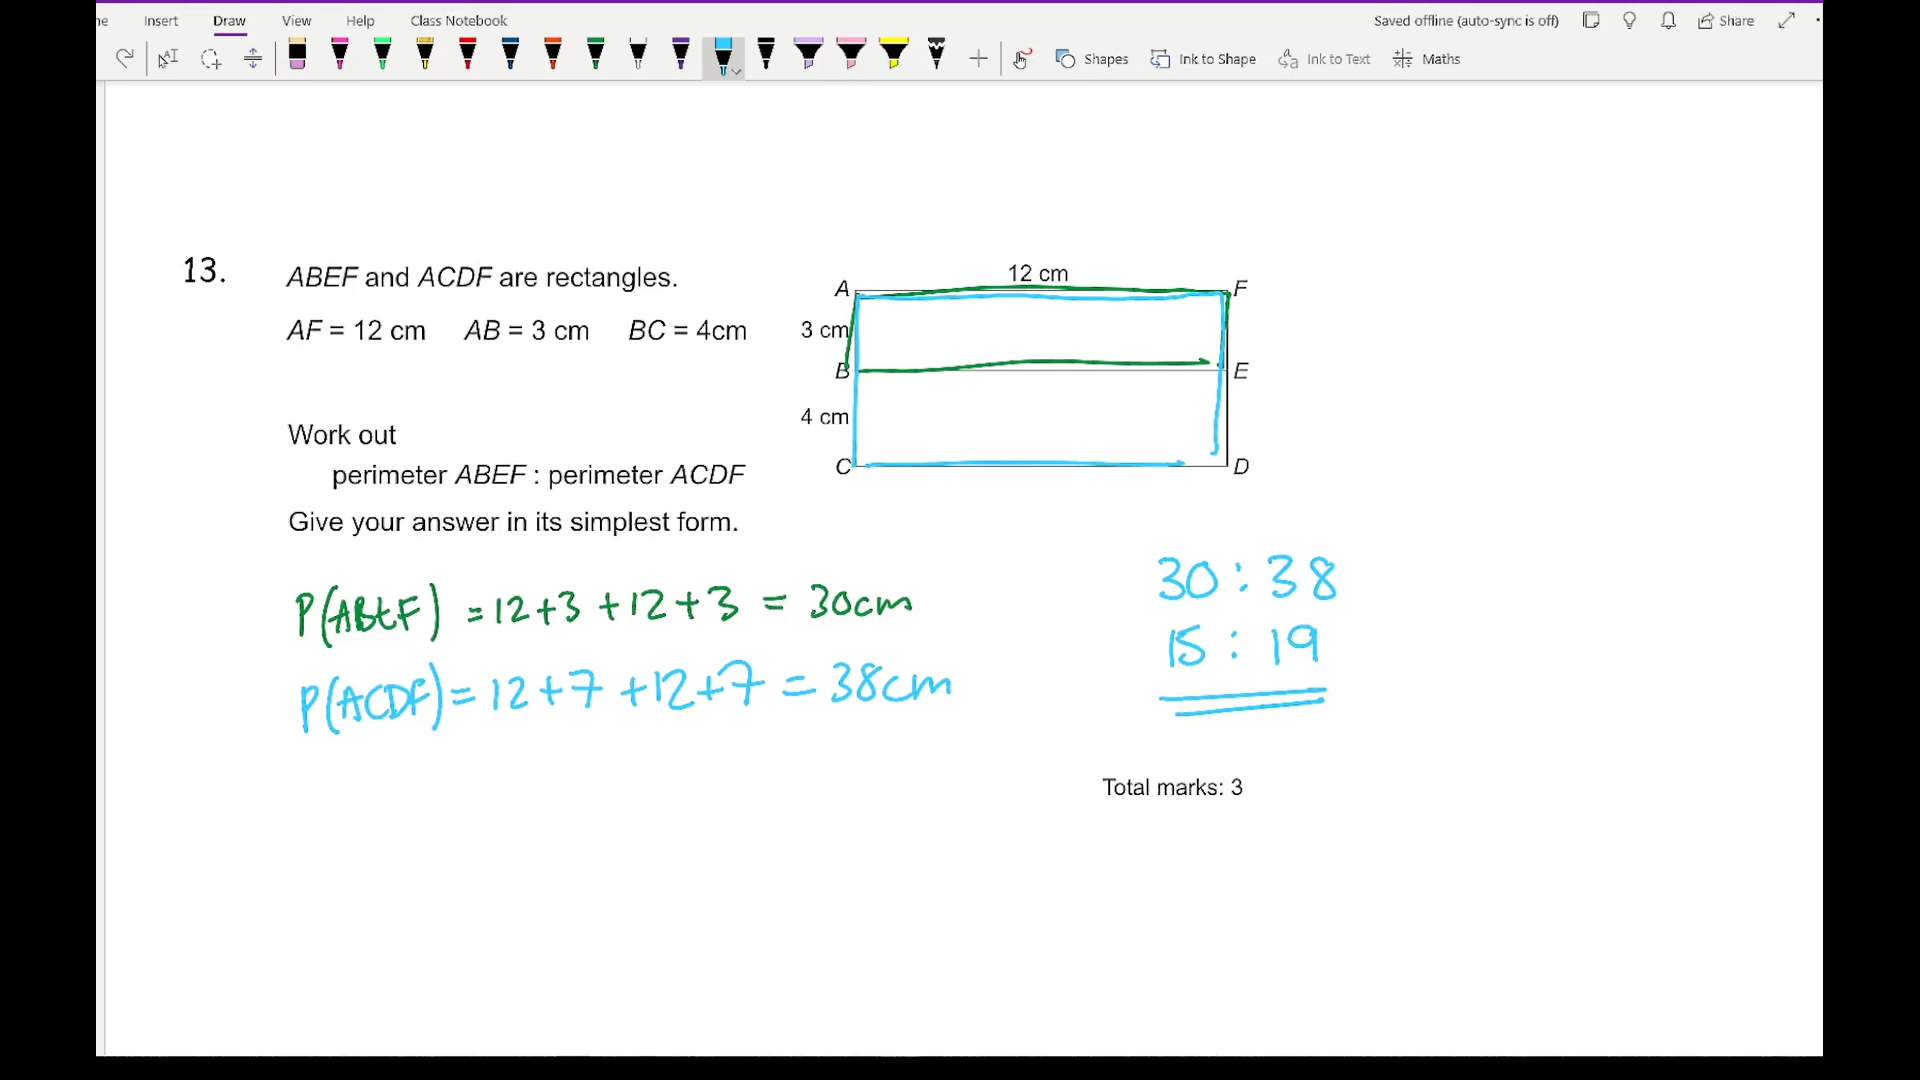 ne Insert Draw View Help Class Notebook Saved offline (auto-sync is off) Share
Shapes Ink to Shape Ink to Text Maths
13. ABEF and ACDF are rectangles.
AF = 12 cm AB = 3 cm BC = 4cm
12 cm
A F
3 cm
B E
4 cm
C D
Work out
perimeter ABEF : perimeter ACDF
Give your answer in its simplest form.
P(ABEF) = 12+3 +12+3 = 30cm
P(ACDF) = 12+7 +12+7 = 38cm
30 : 38
15 : 19
Total marks: 3